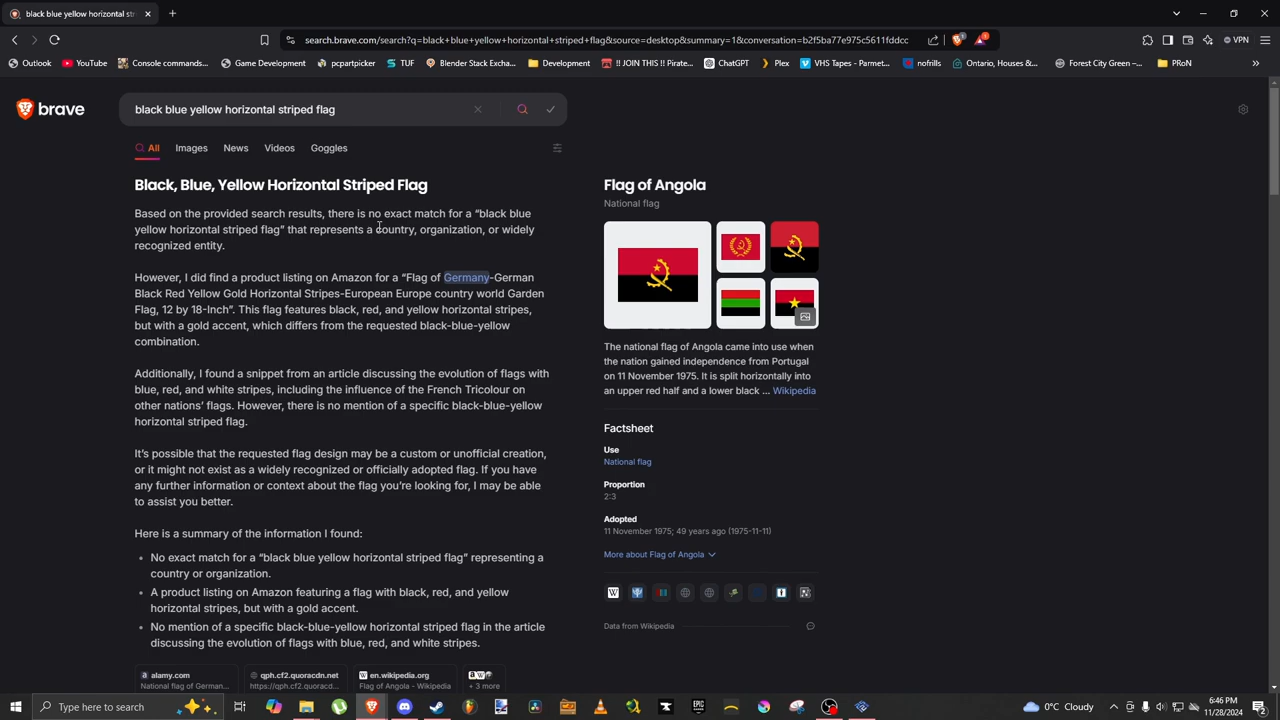 black blue yellow horizontal str
search.brave.com/search?q=black+blue+yellow+horizontal+striped+flag&source=desktop&summary=1&conversation=b2f5ba77e975c5611fddcc
1
1
VPN
Outlook
YouTube
Console commands...
Game Development
pcpartpicker
TUF
Blender Stack Excha...
Development
!! JOIN THIS !! Pirate...
ChatGPT
Plex
VHS Tapes - Parmet...
nofrills
Ontario, Houses &...
Forest City Green –...
PRoN
brave
black blue yellow horizontal striped flag
All
Images
News
Videos
Goggles
Black, Blue, Yellow Horizontal Striped Flag
Based on the provided search results, there is no exact match for a “black blue
yellow horizontal striped flag” that represents a country, organization, or widely
recognized entity.
However, I did find a product listing on Amazon for a “Flag of Germany-German
Black Red Yellow Gold Horizontal Stripes-European Europe country world Garden
Flag, 12 by 18-Inch”. This flag features black, red, and yellow horizontal stripes,
but with a gold accent, which differs from the requested black-blue-yellow
combination.
Additionally, I found a snippet from an article discussing the evolution of flags with
blue, red, and white stripes, including the influence of the French Tricolour on
other nations’ flags. However, there is no mention of a specific black-blue-yellow
horizontal striped flag.
It’s possible that the requested flag design may be a custom or unofficial creation,
or it might not exist as a widely recognized or officially adopted flag. If you have
any further information or context about the flag you’re looking for, I may be able
to assist you better.
Here is a summary of the information I found:
• No exact match for a “black blue yellow horizontal striped flag” representing a
country or organization.
• A product listing on Amazon featuring a flag with black, red, and yellow
horizontal stripes, but with a gold accent.
• No mention of a specific black-blue-yellow horizontal striped flag in the article
discussing the evolution of flags with blue, red, and white stripes.
alamy.com
National flag of German...
qph.cf2.quoracdn.net
https://qph.cf2.quoracd...
en.wikipedia.org
Flag of Angola - Wikipedia
+ 3 more
Flag of Angola
National flag
The national flag of Angola came into use when
the nation gained independence from Portugal
on 11 November 1975. It is split horizontally into
an upper red half and a lower black ... Wikipedia
Factsheet
Use
National flag
Proportion
2:3
Adopted
11 November 1975; 49 years ago (1975-11-11)
More about Flag of Angola
Data from Wikipedia
Type here to search
0°C Cloudy
6:46 PM
11/28/2024
2